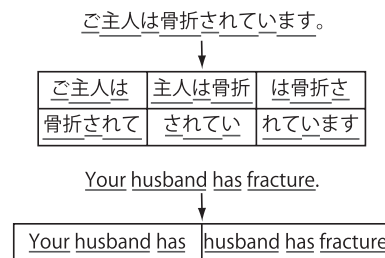 ご主人は骨折されています。
ご主人は 主人は骨折 は骨折さ
骨折されて されてい れています
Your husband has fracture.
Your husband has husband has fracture